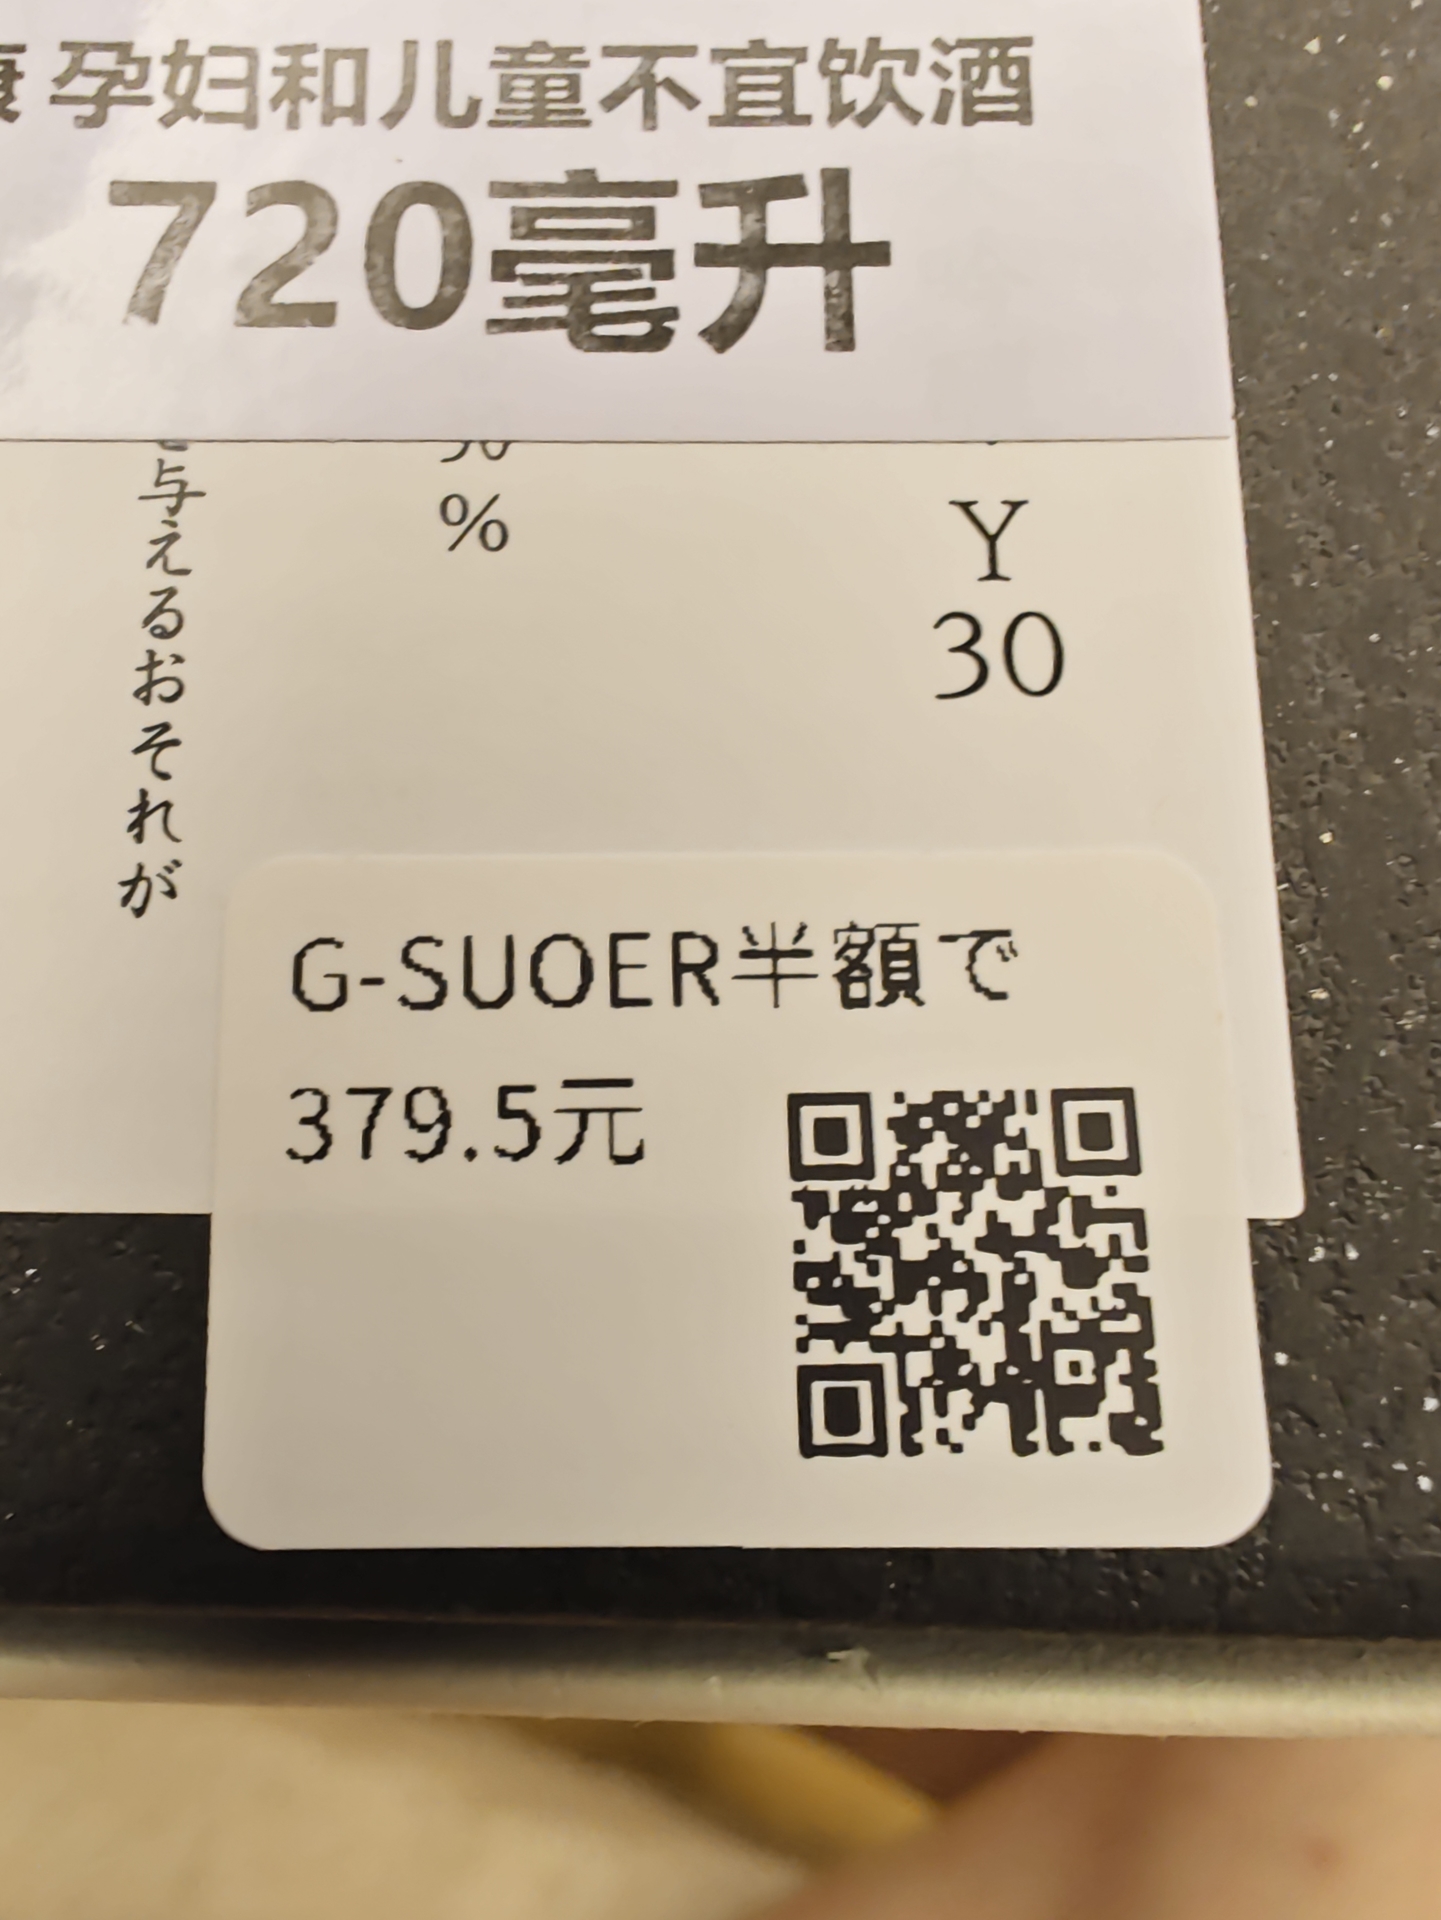 孕妇和儿童不宜饮酒
720毫升
与えるおそれが
%
Y
30
G-SUOER半額で
379.5元